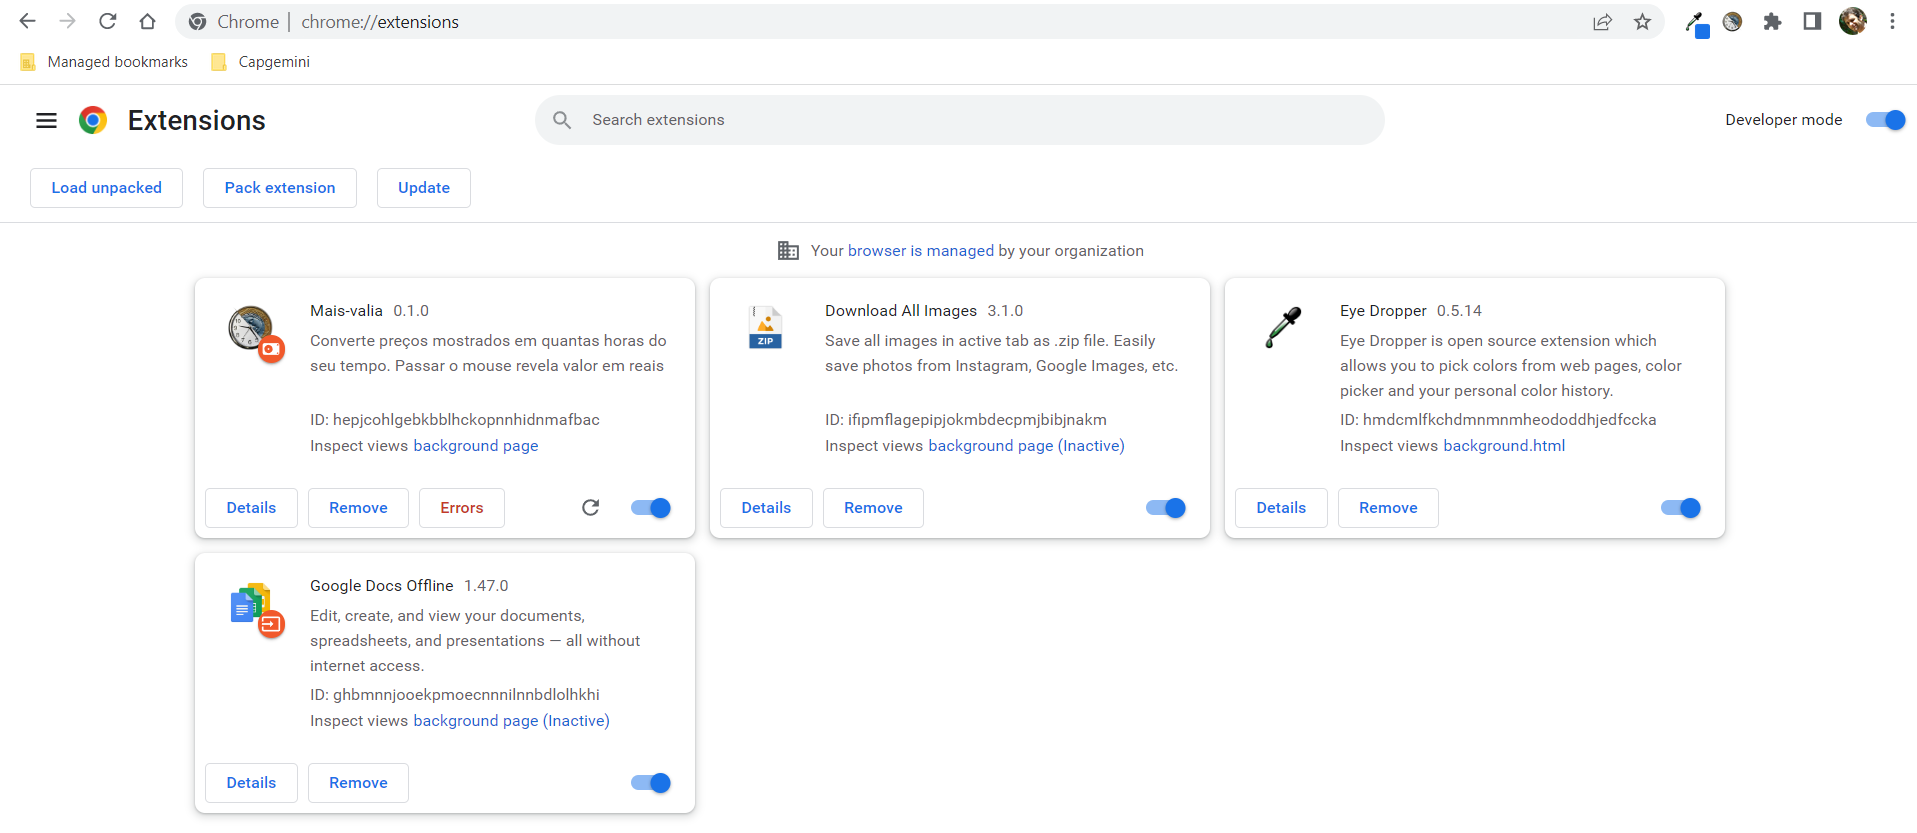 Chrome | chrome://extensions
Managed bookmarks Capgemini
Extensions
Search extensions
Developer mode
Load unpacked Pack extension Update
Your browser is managed by your organization
Mais-valia 0.1.0
Converte preços mostrados em quantas horas do
seu tempo. Passar o mouse revela valor em reais
ID: hepjcohlgebkbblhckopnnhidnmafbac
Inspect views background page
Details Remove Errors
Download All Images 3.1.0
Save all images in active tab as .zip file. Easily
save photos from Instagram, Google Images, etc.
ID: ifipmflagepipjokmbdecpmjbibjnakm
Inspect views background page (Inactive)
Details Remove
ZIP
Eye Dropper 0.5.14
Eye Dropper is open source extension which
allows you to pick colors from web pages, color
picker and your personal color history.
ID: hmdcmlfkchdmnmnmheododdhjedfccka
Inspect views background.html
Details Remove
Google Docs Offline 1.47.0
Edit, create, and view your documents,
spreadsheets, and presentations — all without
internet access.
ID: ghbmnnjooekpmoecnnnilnnbdlolhkhi
Inspect views background page (Inactive)
Details Remove